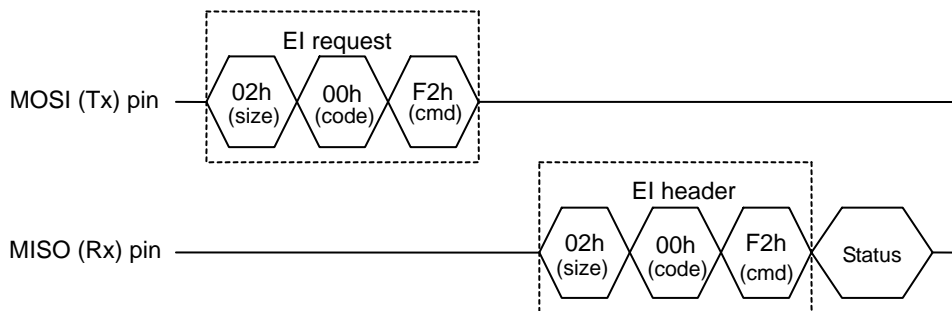 EI request
MOSI (Tx) pin
02h
(size)
00h
(code)
F2h
(cmd)
EI header
MISO (Rx) pin
02h
(size)
00h
(code)
F2h
(cmd)
Status